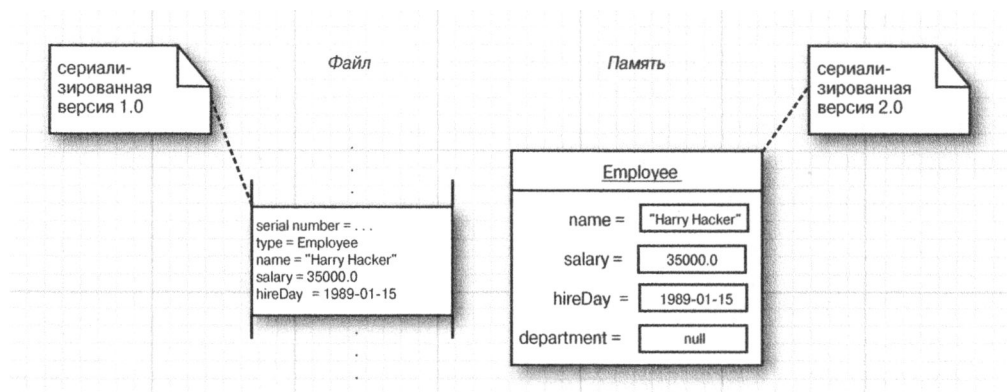 сериали-
зированная
версия 1.0
Файл
Память
сериали-
зированная
версия 2.0
serial number = . . .
type = Employee
name = "Harry Hacker"
salary = 35000.0
hireDay = 1989-01-15
Employee
name = "Harry Hacker"
salary = 35000.0
hireDay = 1989-01-15
department = null